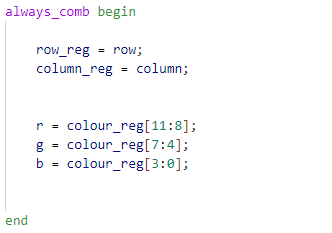 always_comb begin
row_reg = row;
column_reg = column;
r = colour_reg[11:8];
g = colour_reg[7:4];
b = colour_reg[3:0];
end